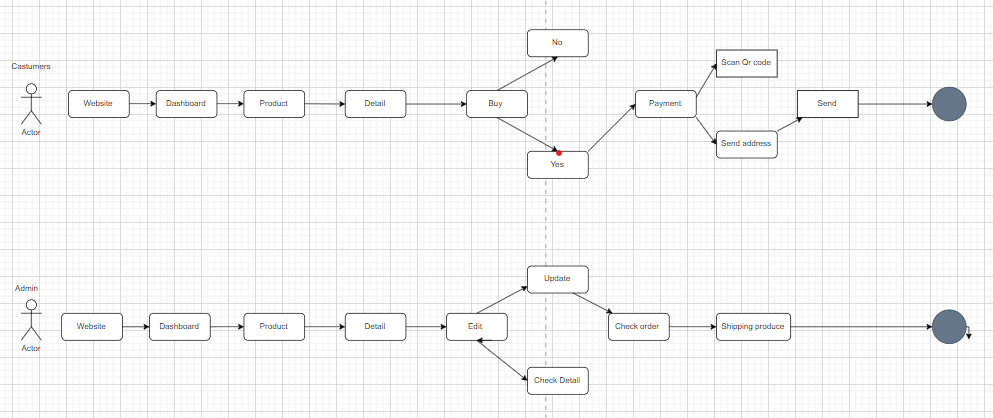 Castumers
Actor
Website
Dashboard
Product
Detail
Buy
No
Yes
Payment
Scan Qr code
Send address
Send
Admin
Actor
Website
Dashboard
Product
Detail
Edit
Update
Check Detail
Check order
Shipping produce